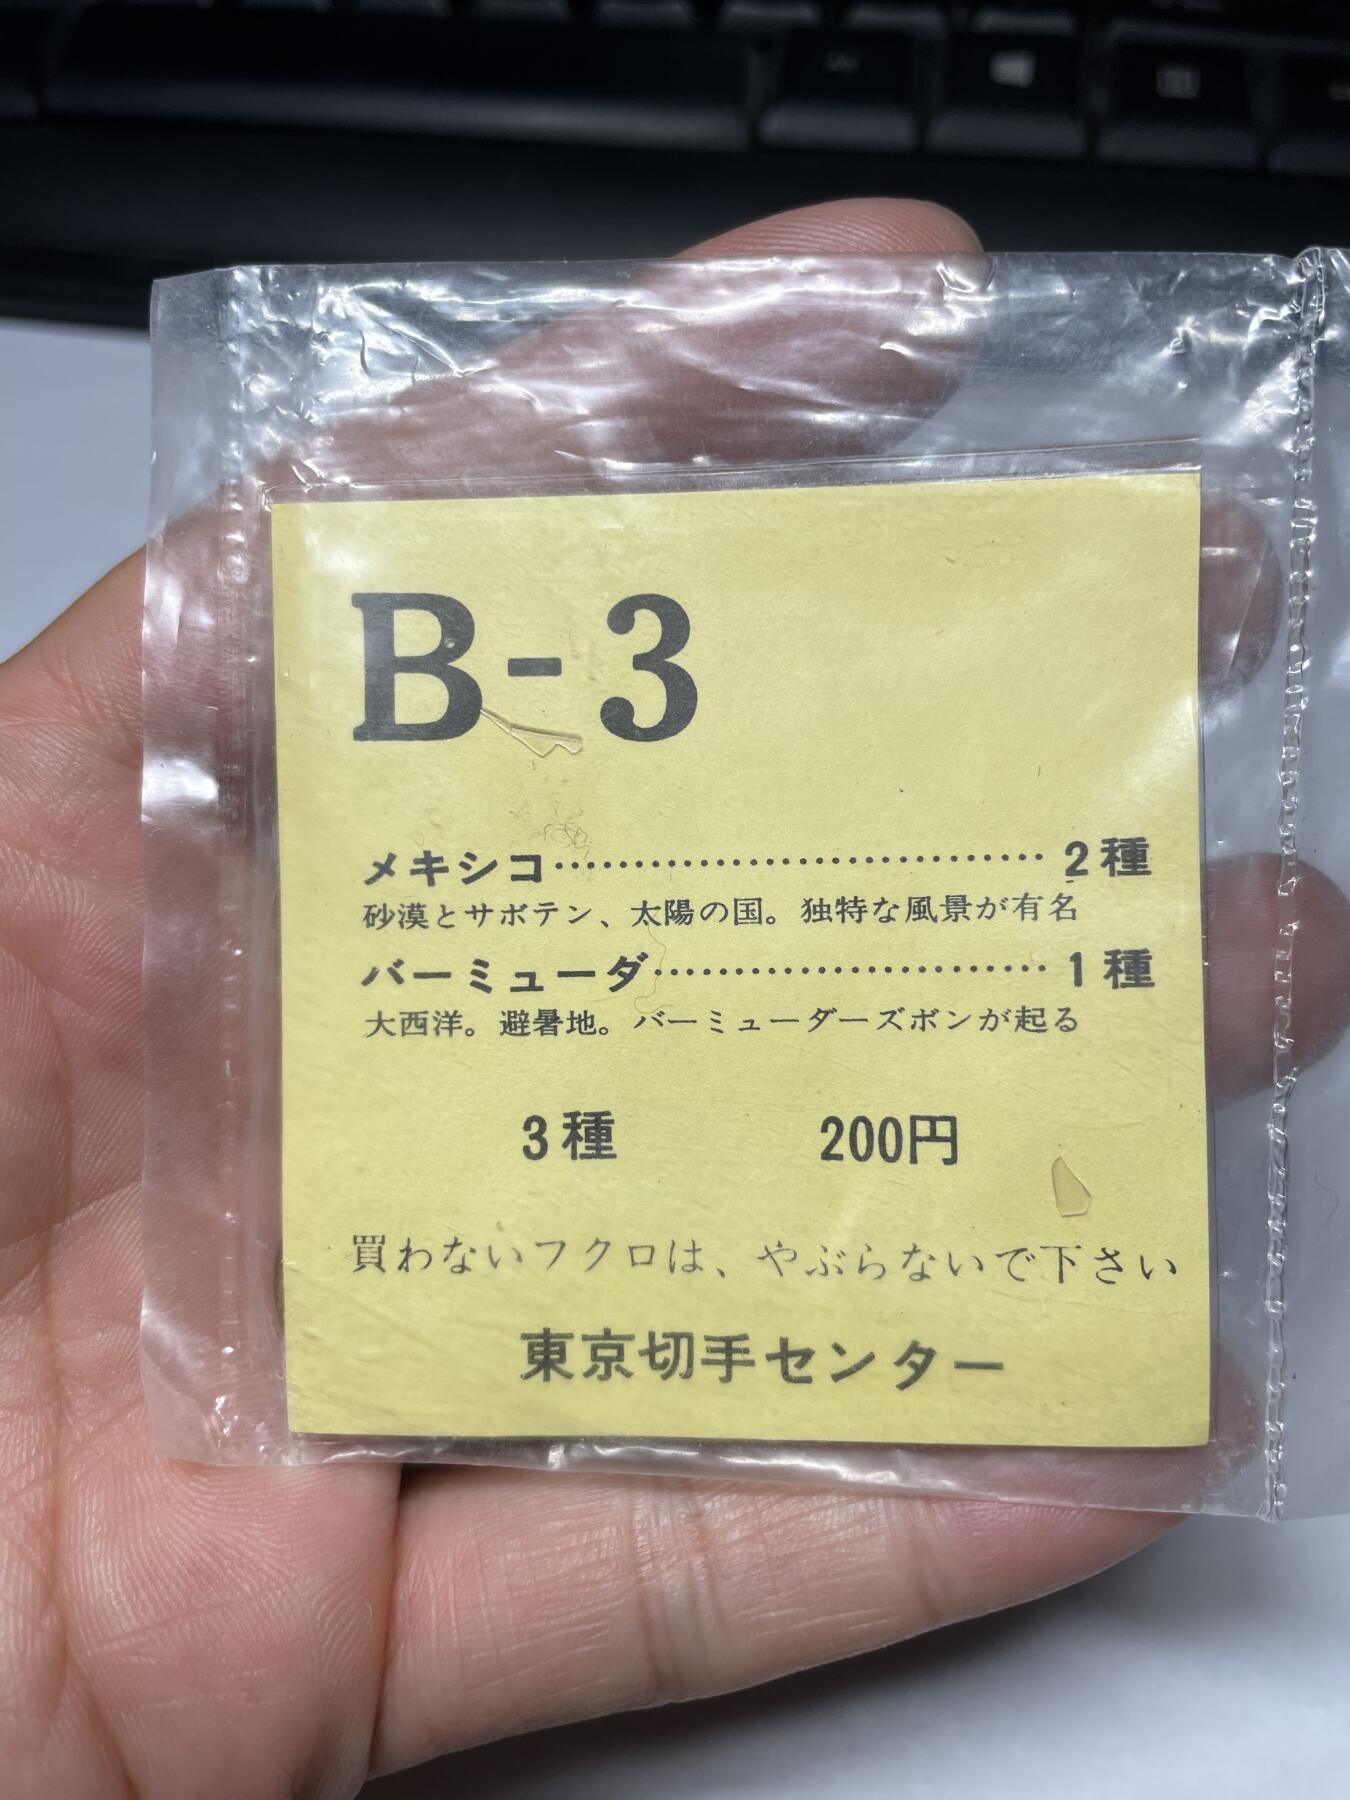 B-3
メキシコ……………………………2種
砂漠とサボテン、太陽の国。独特な風景が有名
バーミューダ………………………1種
大西洋。避暑地。バーミューダーズボンが起る
3種 200円
買わないフクロは、やぶらないで下さい
東京切手センター